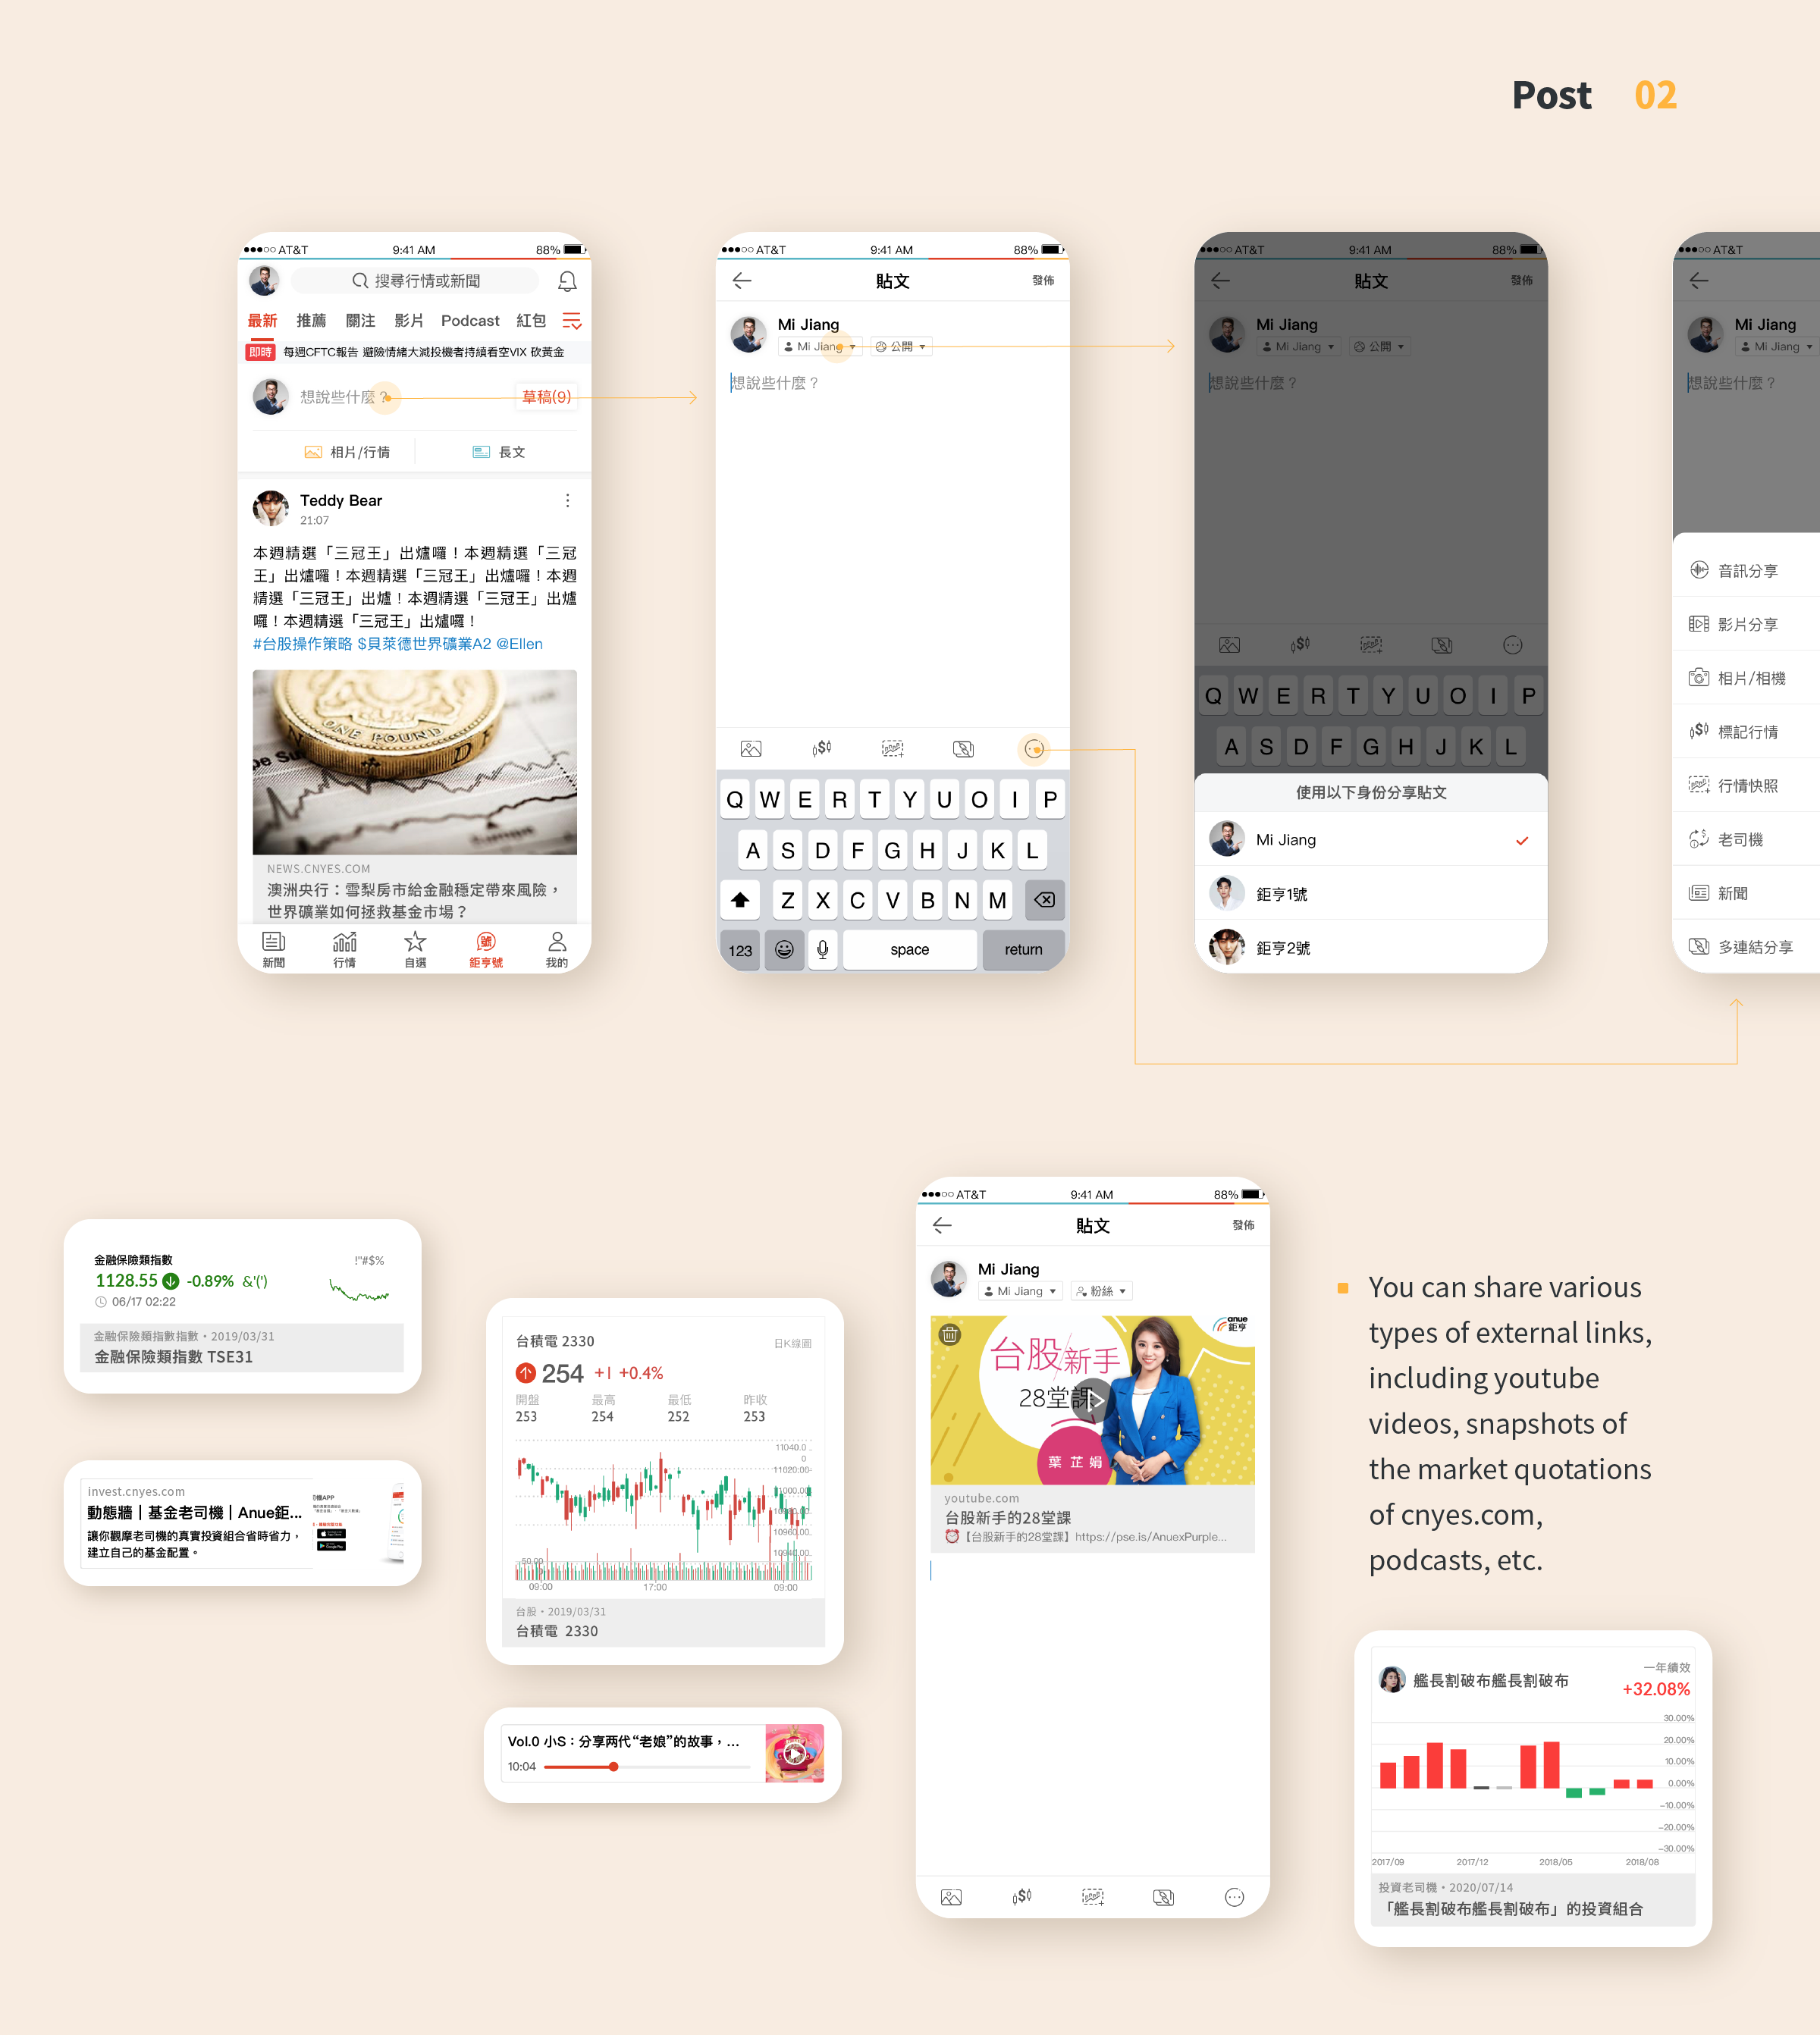 Post 02
AT&T 9:41 AM 88%
搜尋行情或新聞
最新 推薦 關注 影片 Podcast 紅包
即時 每週CFTC報告 避險情緒大減投機者持續看空VIX 砍黃金
想說些什麼？ 草稿(9)
相片/行情 長文
Teddy Bear
21:07
本週精選「三冠王」出爐囉！本週精選「三冠
王」出爐囉！本週精選「三冠王」出爐囉！本週
精選「三冠王」出爐！本週精選「三冠王」出爐
囉！本週精選「三冠王」出爐囉！
#台股操作策略 $貝萊德世界礦業A2 @Ellen
ONE POUND
NEWS.CNYES.COM
澳洲央行：雪梨房市給金融穩定帶來風險，
世界礦業如何拯救基金市場？
新聞 行情 自選 鉅亨號 我的
AT&T 9:41 AM 88%
貼文 發佈
Mi Jiang
Mi Jiang 公開
想說些什麼？
Q W E R T Y U O I P
A S D F G H J K L
Z X C V B N M
123 space return
AT&T 9:41 AM 88%
貼文 發佈
Mi Jiang
Mi Jiang 公開
想說些什麼？
Q W E R T Y U O I P
A S D F G H J K L
使用以下身份分享貼文
Mi Jiang
鉅亨1號
鉅亨2號
AT&T
Mi Jiang
Mi Jiang
想說些什麼？
音訊分享
影片分享
相片/相機
標記行情
行情快照
老司機
新聞
多連結分享
金融保險類指數 !"#$%
1128.55 -0.89% &'(')
06/17 02:22
金融保險類指數指數・2019/03/31
金融保險類指數 TSE31
invest.cnyes.com
動態牆｜基金老司機｜Anue鉅...
讓你觀摩老司機的真實投資組合省時省力，
建立自己的基金配置。
台積電 2330 日K線圖
254 +1 +0.4%
開盤 最高 最低 昨收
253 254 252 253
11040.0
11020.00
11000.00
10980.00
10960.00
10940.00
50.00
09:00 17:00 09:00
台股・2019/03/31
台積電 2330
Vol.0 小S：分享两代“老娘”的故事，...
10:04
AT&T 9:41 AM 88%
貼文 發佈
Mi Jiang
Mi Jiang 粉絲
anue
鉅亨
台股新手
28堂課
葉芷娟
youtube.com
台股新手的28堂課
【台股新手的28堂課】https://pse.is/AnuexPurple...
You can share various
types of external links,
including youtube
videos, snapshots of
the market quotations
of cnyes.com,
podcasts, etc.
艦長割破布艦長割破布 一年績效
+32.08%
30.00%
20.00%
10.00%
0.00%
-10.00%
-20.00%
-30.00%
2017/09 2017/12 2018/05 2018/08
投資老司機・2020/07/14
「艦長割破布艦長割破布」的投資組合